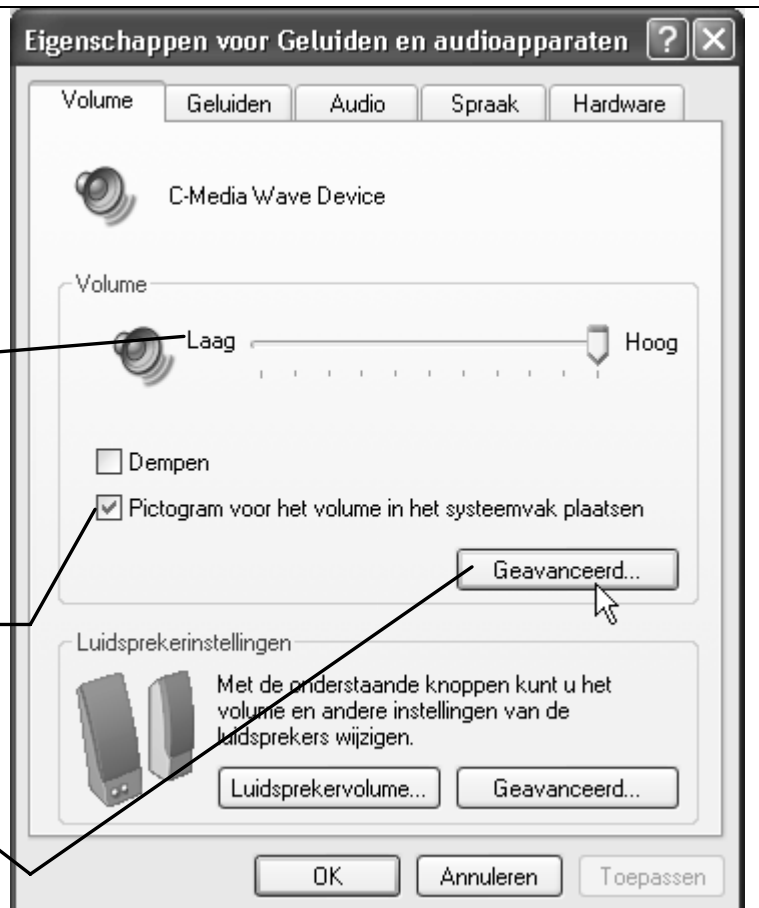 Eigenschappen voor Geluiden en audioapparaten
Volume Geluiden Audio Spraak Hardware
C-Media Wave Device
Volume
Laag Hoog
Dempen
Pictogram voor het volume in het systeemvak plaatsen
Geavanceerd...
Luidsprekerinstellingen
Met de onderstaande knoppen kunt u het
volume en andere instellingen van de
luidsprekers wijzigen.
Luidsprekervolume... Geavanceerd...
OK Annuleren Toepassen